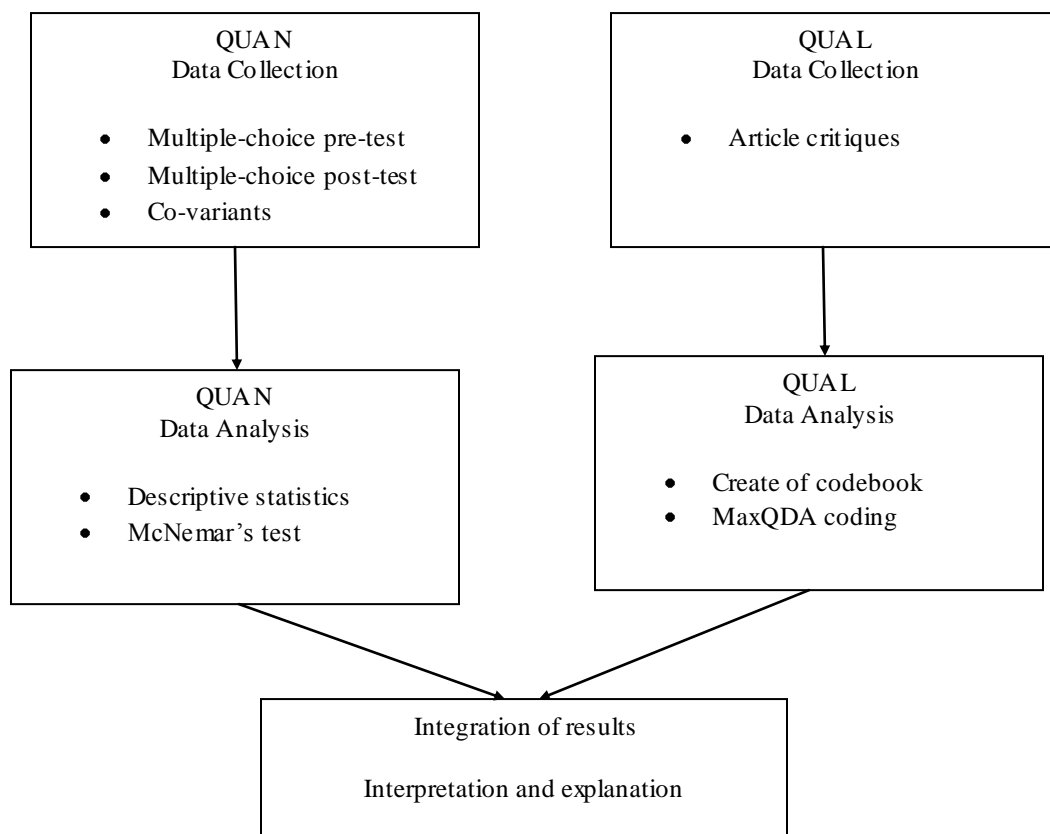 QUAN
Data Collection
• Multiple-choice pre-test
• Multiple-choice post-test
• Co-variants
QUAL
Data Collection
• Article critiques
QUAN
Data Analysis
• Descriptive statistics
• McNemar's test
QUAL
Data Analysis
• Create of codebook
• MaxQDA coding
Integration of results
Interpretation and explanation